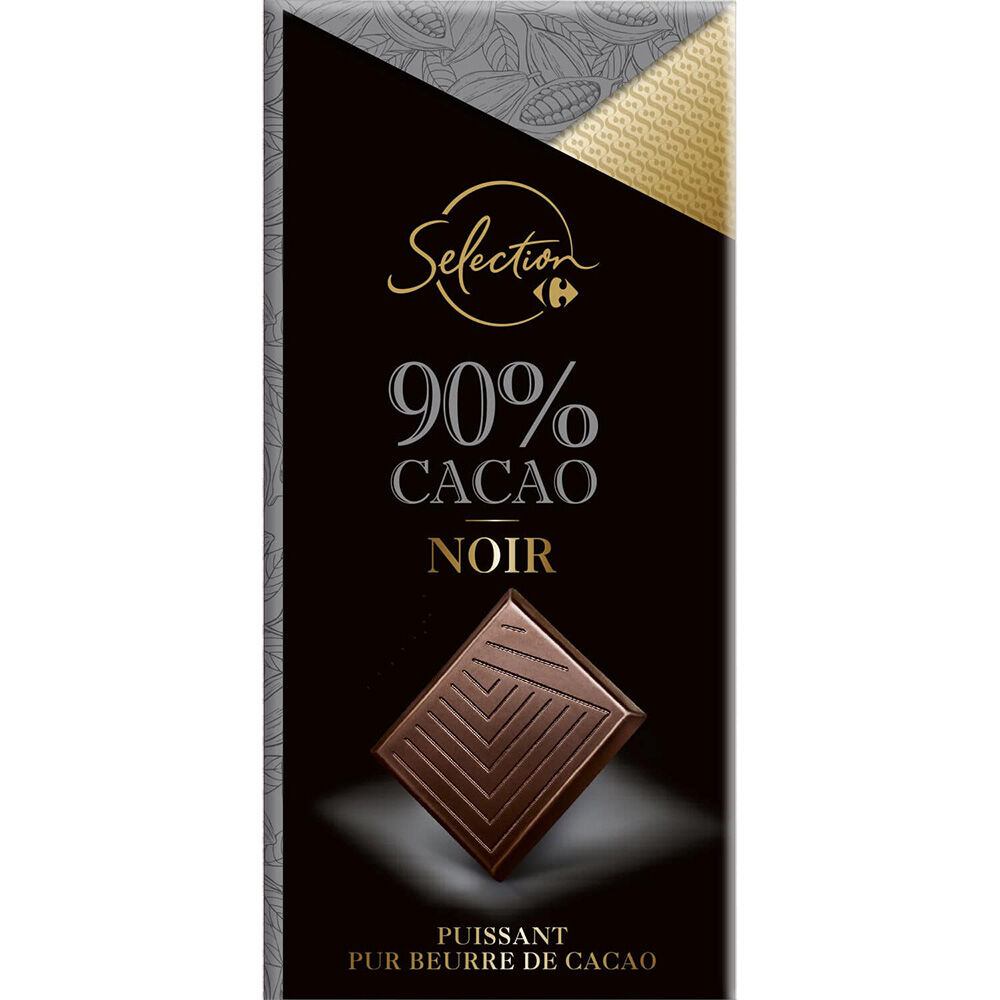 Selection
90%
CACAO
NOIR
PUISSANT
PUR BEURRE DE CACAO